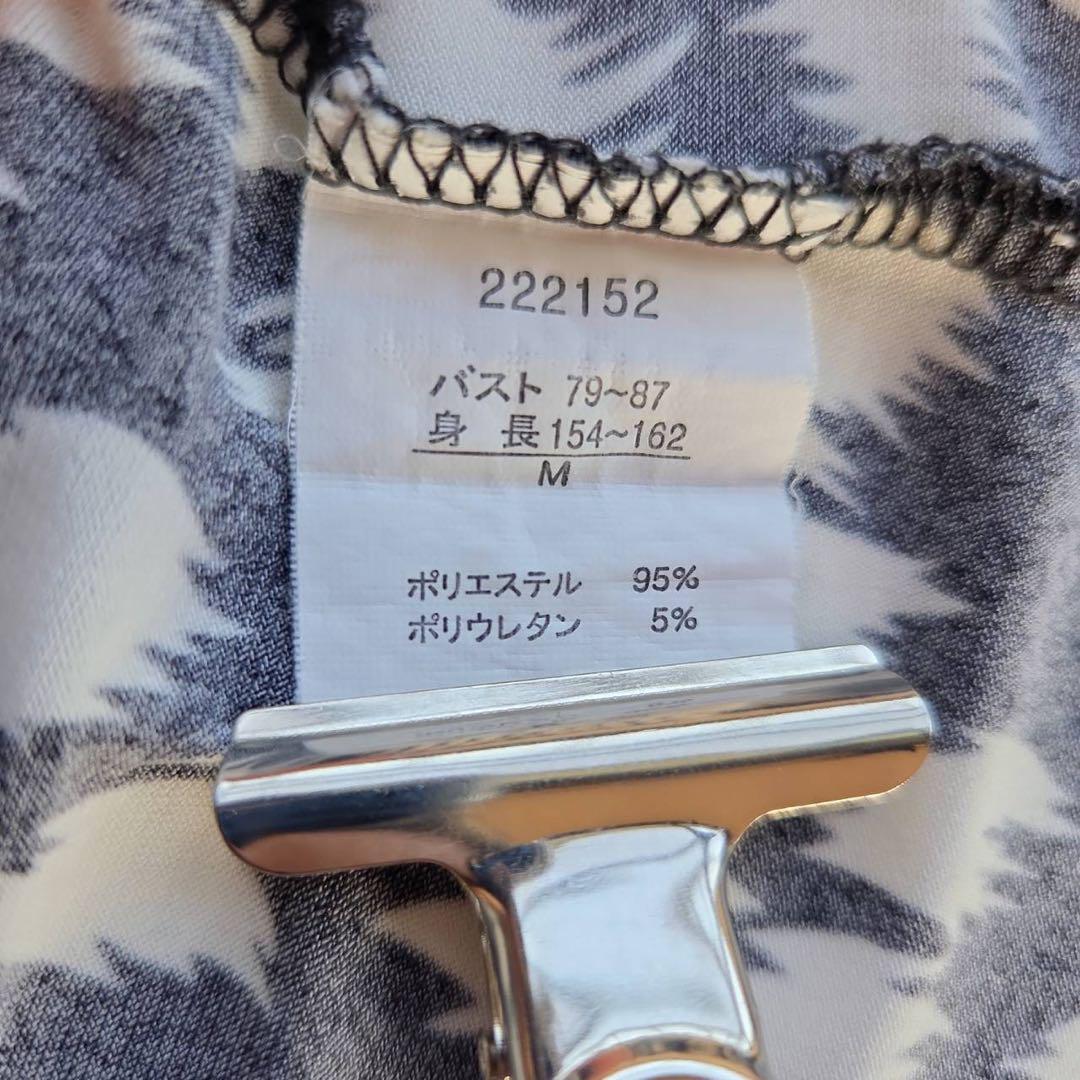 222152
バスト 79~87
身 長 154~162
M
ポリエステル 95%
ポリウレタン 5%